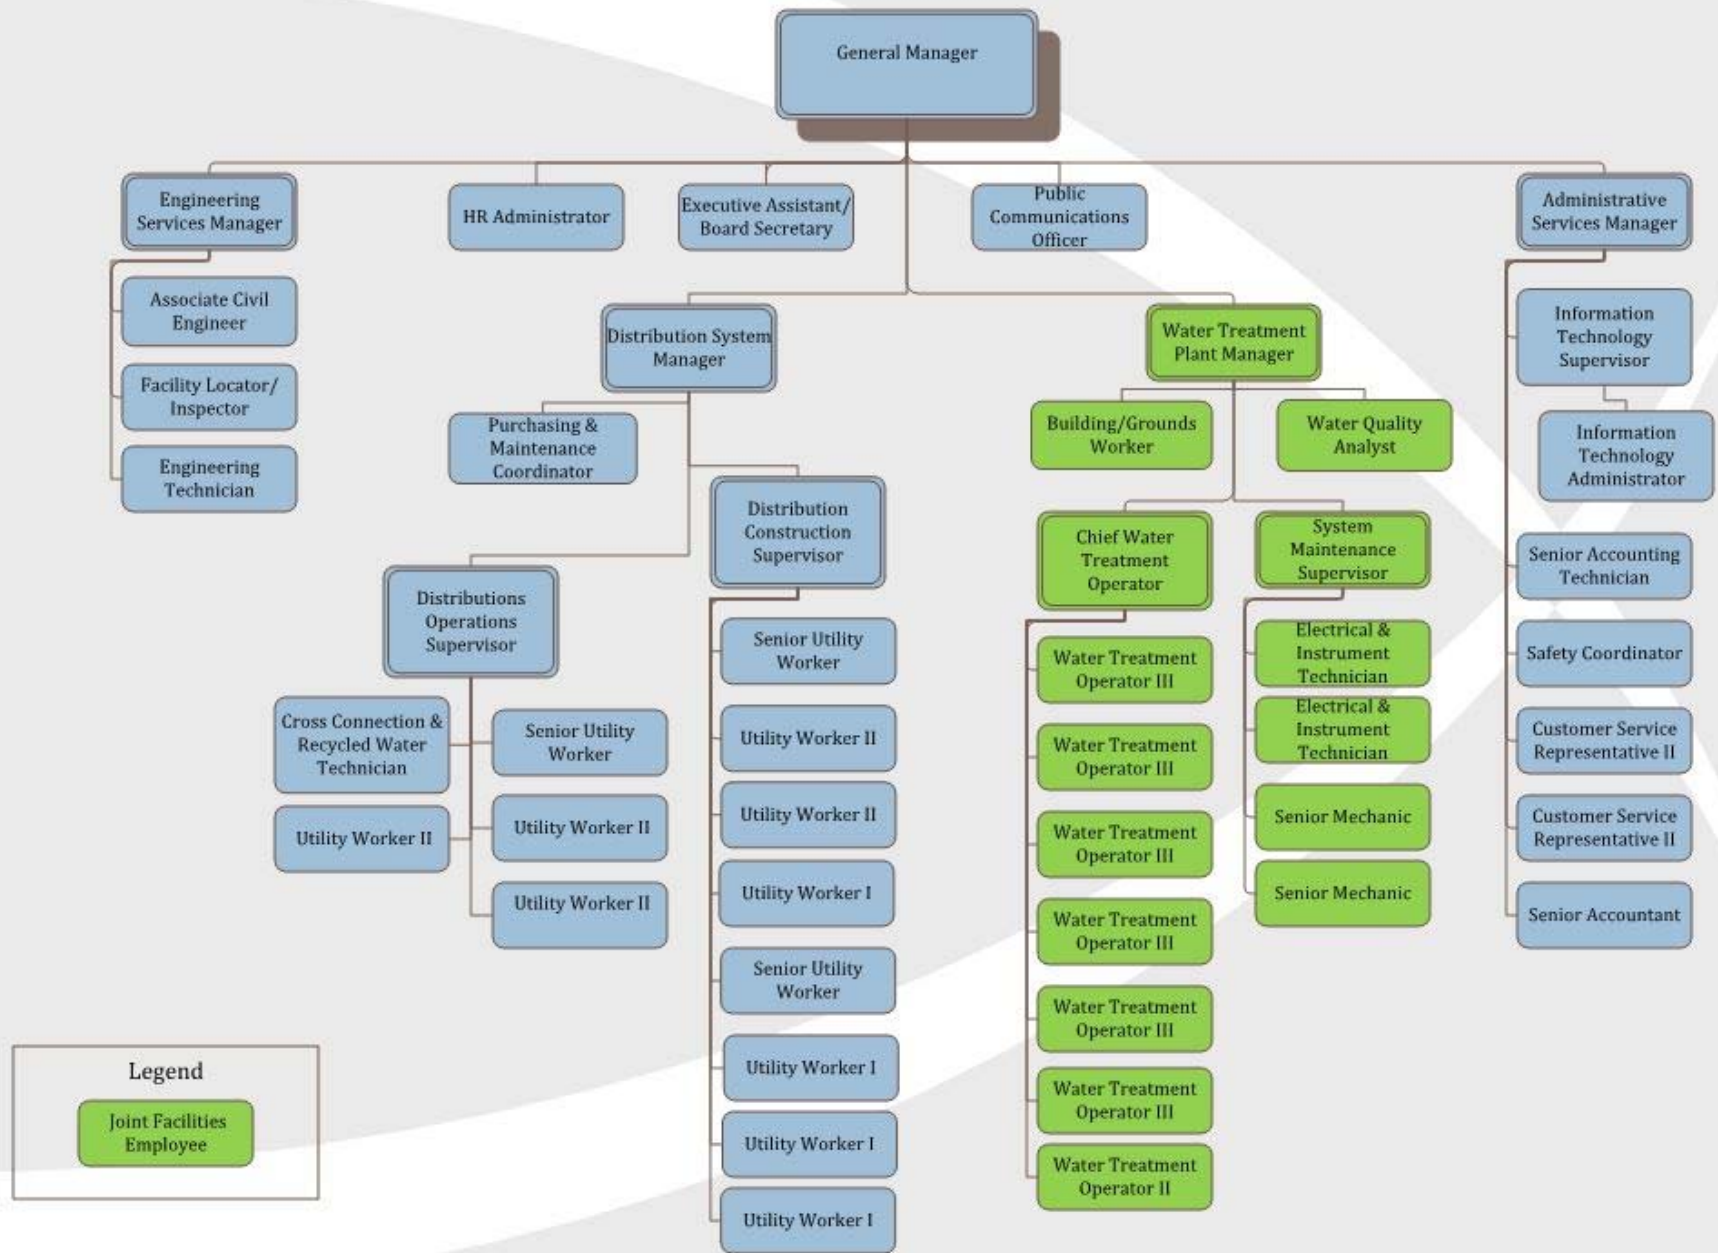 General Manager
Engineering
Services Manager
HR Administrator
Executive Assistant/
Board Secretary
Public
Communications
Officer
Administrative
Services Manager
Associate Civil
Engineer
Facility Locator/
Inspector
Engineering
Technician
Distribution System
Manager
Purchasing &
Maintenance
Coordinator
Distributions
Operations
Supervisor
Cross Connection &
Recycled Water
Technician
Utility Worker II
Senior Utility
Worker
Utility Worker II
Utility Worker II
Distribution
Construction
Supervisor
Senior Utility
Worker
Utility Worker II
Utility Worker II
Utility Worker I
Senior Utility
Worker
Utility Worker I
Utility Worker I
Utility Worker I
Water Treatment
Plant Manager
Building/Grounds
Worker
Water Quality
Analyst
Chief Water
Treatment
Operator
Water Treatment
Operator III
Water Treatment
Operator III
Water Treatment
Operator III
Water Treatment
Operator III
Water Treatment
Operator III
Water Treatment
Operator III
Water Treatment
Operator II
System
Maintenance
Supervisor
Electrical &
Instrument
Technician
Electrical &
Instrument
Technician
Senior Mechanic
Senior Mechanic
Information
Technology
Supervisor
Information
Technology
Administrator
Senior Accounting
Technician
Safety Coordinator
Customer Service
Representative II
Customer Service
Representative II
Senior Accountant
Legend
Joint Facilities
Employee